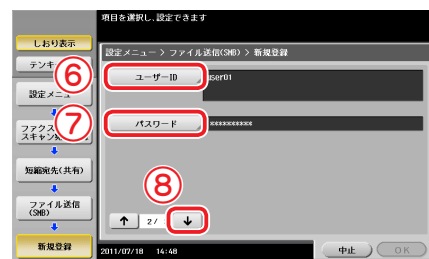 項目を選択し、設定できます
しおり表示
設定メニュー > ファイル送信(SMB) > 新規登録
テンキー
⑥
ユーザーID
user01
設定メニュ
⑦
パスワード
**********
ファクス
スキャン
短縮宛先(共有)
⑧
ファイル送信
(SMB)
↑ 2/ ↓
新規登録
2011/07/18 14:48
中止
OK